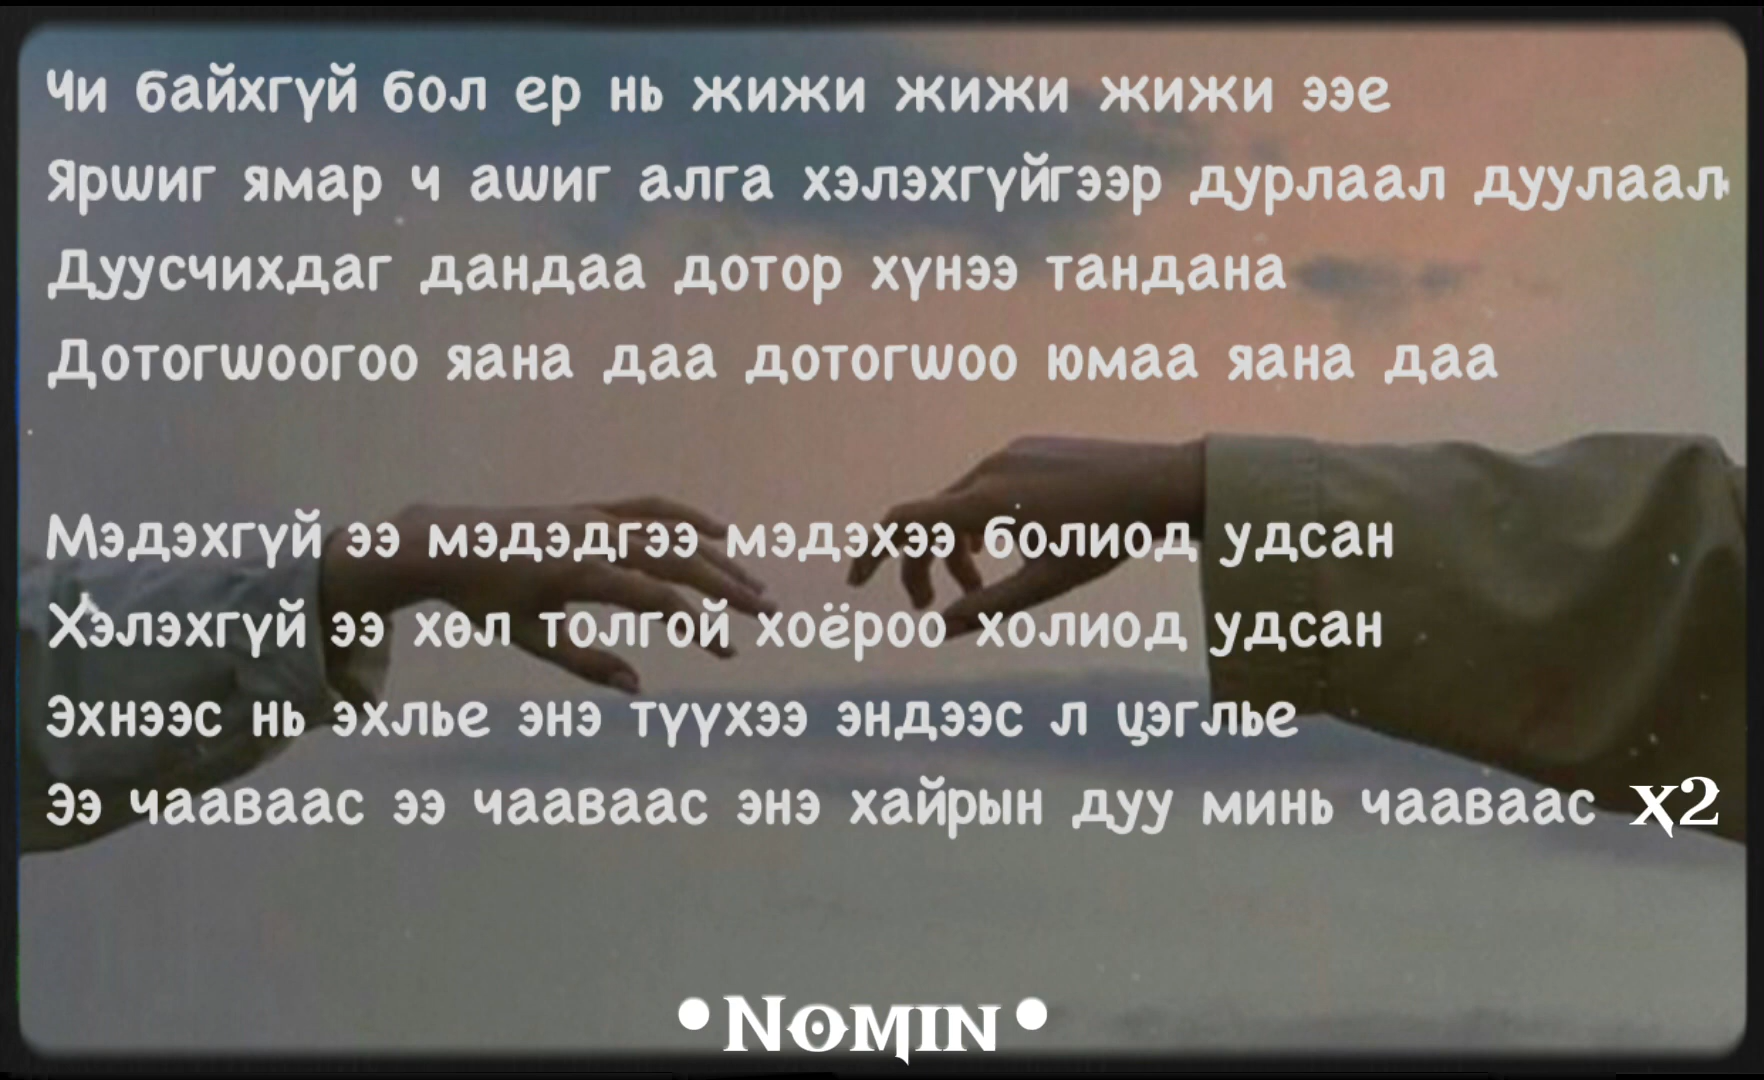 Чи байхгүй бол ер нь жижи жижи жижи ээе
Яршиг ямар ч ашиг алга хэлэхгүйгээр дурлаал дуулаал
Дуусчихдаг дандаа дотор хүнээ тандана
Дотогшоогоо яана даа дотогшоо юмаа яана даа
Мэдэхгүй ээ мэдэдгээ мэдэхээ болиод удсан
Хэлэхгүй ээ хөл толгой хоёроо холиод удсан
Эхнээс нь эхлье энэ түүхээ эндээс л цэглье
Ээ чааваас ээ чааваас энэ хайрын дуу минь чааваас x2
•Nomin•